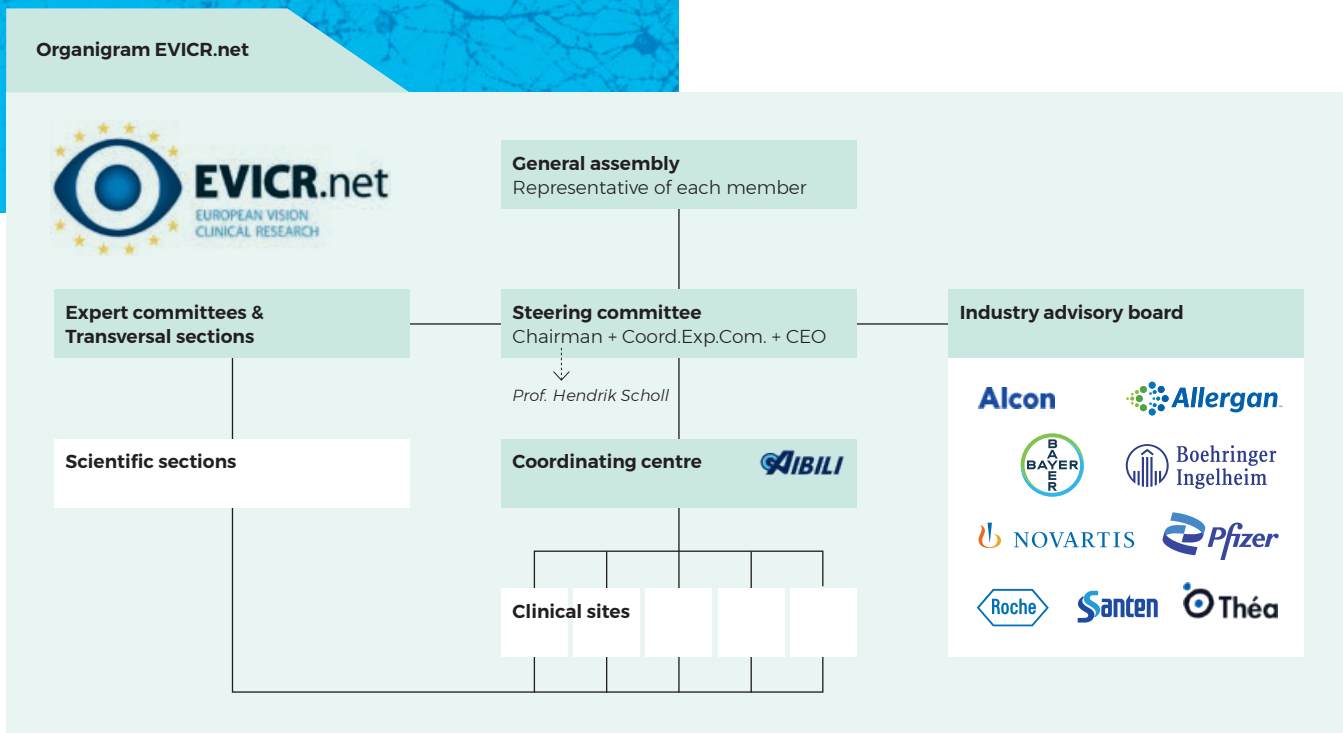 Organigram EVICR.net
EVICR.net
EUROPEAN VISION
CLINICAL RESEARCH
General assembly
Representative of each member
Expert committees &
Transversal sections
Steering committee
Chairman + Coord.Exp.Com. + CEO
Prof. Hendrik Scholl
Industry advisory board
Alcon
Allergan
BAYER
BAYER
Boehringer
Ingelheim
NOVARTIS
Pfizer
Roche
Santen
Théa
Scientific sections
Coordinating centre
AIBILI
Clinical sites